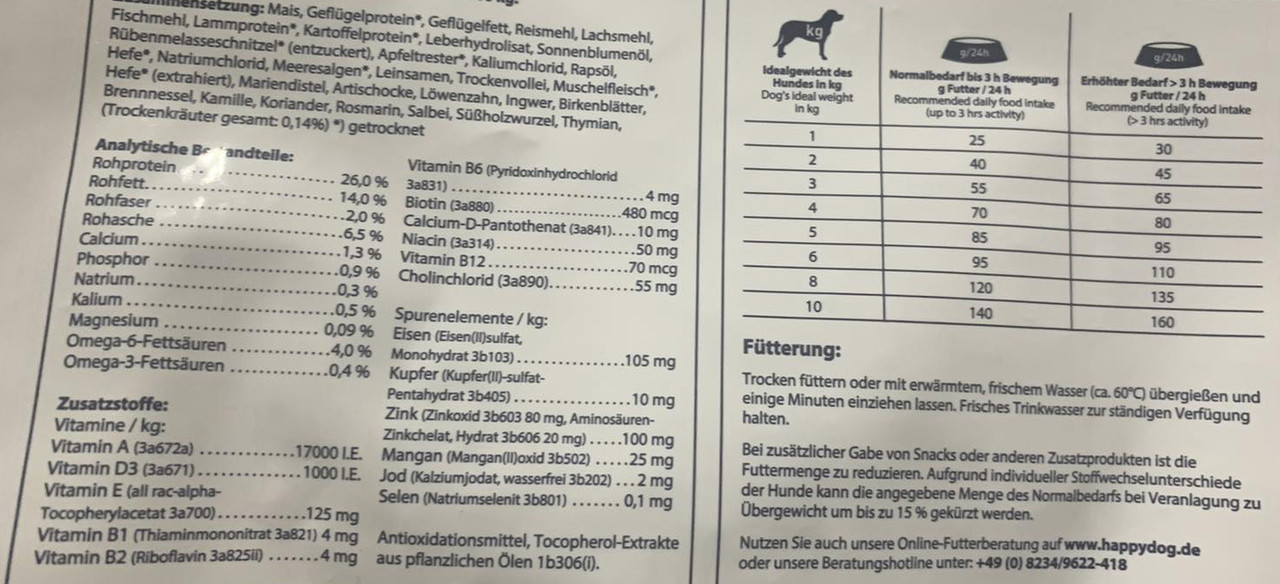 Zusammensetzung: Mais, Geflügelprotein*, Geflügelfett, Reismehl, Lachsmehl,
Fischmehl, Lammprotein*, Kartoffelprotein*, Leberhydrolisat, Sonnenblumenöl,
Rübenmelasseschnitzel* (entzuckert), Apfeltrester*, Kaliumchlorid, Rapsöl,
Hefe*, Natriumchlorid, Meeresalgen*, Leinsamen, Trockenvollei, Muschelfleisch*,
Hefe* (extrahiert), Mariendistel, Artischocke, Löwenzahn, Ingwer, Birkenblätter,
Brennnessel, Kamille, Koriander, Rosmarin, Salbei, Süßholzwurzel, Thymian,
(Trockenkräuter gesamt: 0,14%) *) getrocknet
Analytische Bestandteile:
Rohprotein ... 26,0 %
Rohfett ... 14,0 %
Rohfaser ... 2,0 %
Rohasche ... 6,5 %
Calcium ... 1,3 %
Phosphor ... 0,9 %
Natrium ... 0,3 %
Kalium ... 0,5 %
Magnesium ... 0,09 %
Omega-6-Fettsäuren ... 4,0 %
Omega-3-Fettsäuren ... 0,4 %
Zusatzstoffe:
Vitamine / kg:
Vitamin A (3a672a) ... 17000 I.E.
Vitamin D3 (3a671) ... 1000 I.E.
Vitamin E (all rac-alpha-
Tocopherylacetat 3a700) ... 125 mg
Vitamin B1 (Thiaminmononitrat 3a821) 4 mg
Vitamin B2 (Riboflavin 3a825ii) ... 4 mg
Vitamin B6 (Pyridoxinhydrochlorid
3a831) ... 4 mg
Biotin (3a880) ... 480 mcg
Calcium-D-Pantothenat (3a841) ... 10 mg
Niacin (3a314) ... 50 mg
Vitamin B12 ... 70 mcg
Cholinchlorid (3a890) ... 55 mg
Spurenelemente / kg:
Eisen (Eisen(II)sulfat,
Monohydrat 3b103) ... 105 mg
Kupfer (Kupfer(II)-sulfat-
Pentahydrat 3b405) ... 10 mg
Zink (Zinkoxid 3b603 80 mg, Aminosäuren-
Zinkchelat, Hydrat 3b606 20 mg) ... 100 mg
Mangan (Mangan(II)oxid 3b502) ... 25 mg
Jod (Kalziumjodat, wasserfrei 3b202) ... 2 mg
Selen (Natriumselenit 3b801) ... 0,1 mg
Antioxidationsmittel, Tocopherol-Extrakte
aus pflanzlichen Ölen 1b306(i).
kg
g/24h
g/24h
Idealgewicht des
Hundes in kg
Dog's ideal weight
in kg
Normalbedarf bis 3 h Bewegung
g Futter / 24 h
Recommended daily food intake
(up to 3 hrs activity)
Erhöhter Bedarf > 3 h Bewegung
g Futter / 24 h
Recommended daily food intake
(> 3 hrs activity)
1 25 30
2 40 45
3 55 65
4 70 80
5 85 95
6 95 110
8 120 135
10 140 160
Fütterung:
Trocken füttern oder mit erwärmtem, frischem Wasser (ca. 60°C) übergießen und
einige Minuten einziehen lassen. Frisches Trinkwasser zur ständigen Verfügung
halten.
Bei zusätzlicher Gabe von Snacks oder anderen Zusatzprodukten ist die
Futtermenge zu reduzieren. Aufgrund individueller Stoffwechselunterschiede
der Hunde kann die angegebene Menge des Normalbedarfs bei Veranlagung zu
Übergewicht um bis zu 15 % gekürzt werden.
Nutzen Sie auch unsere Online-Futterberatung auf www.happydog.de
oder unsere Beratungshotline unter: +49 (0) 8234/9622-418